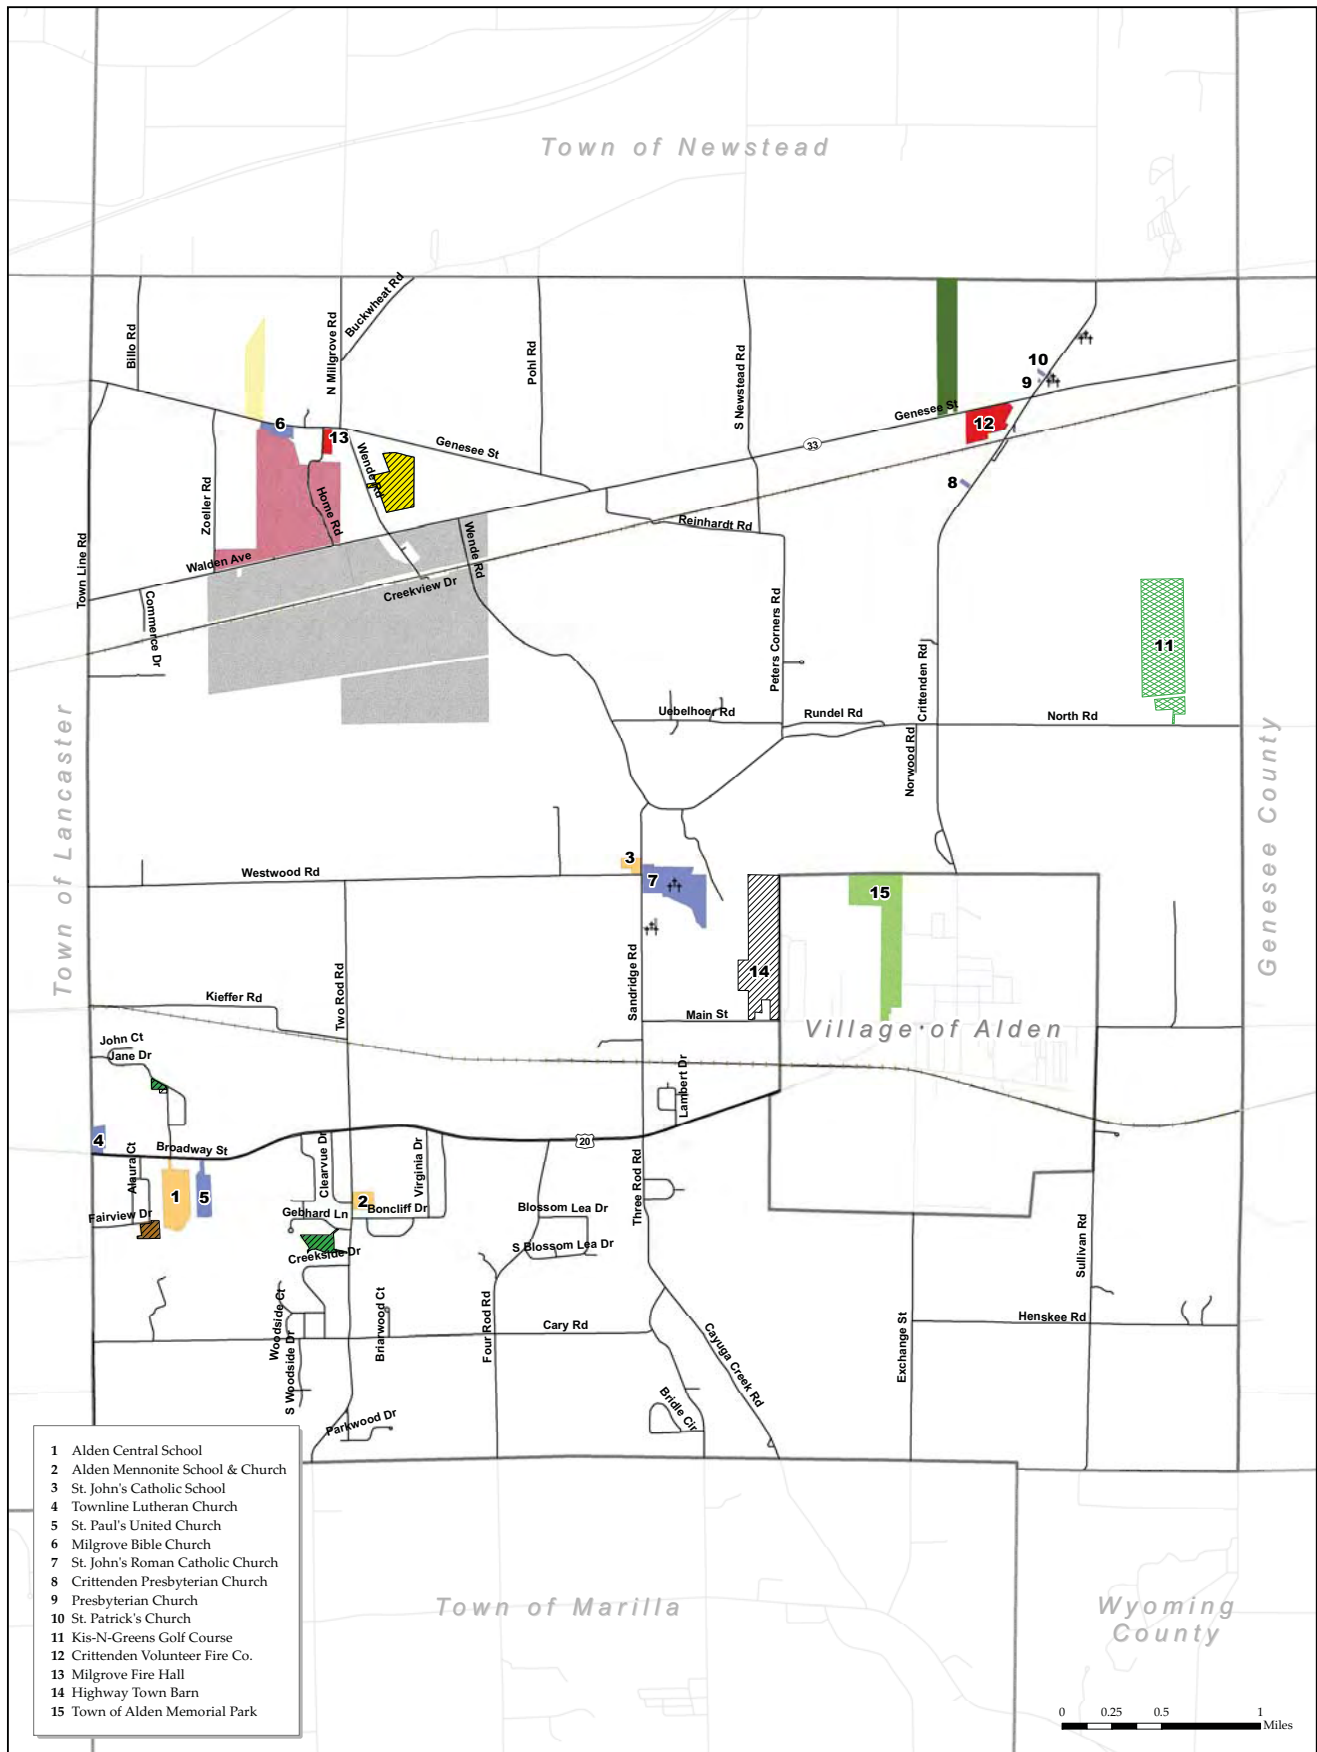 Town of Newstead
Buckwheat Rd
Billo Rd
N Millgrove Rd
Pohl Rd
S Newstead Rd
10
9
Genesee St
12
33
6
13
Genesee St
Wende Rd
8
Zoeller Rd
Home Rd
Reinhardt Rd
Wende Rd
Walden Ave
Town Line Rd
Creekview Dr
Commerce Dr
Peters Corners Rd
11
Crittenden Rd
Uebelhoer Rd
Rundel Rd
North Rd
Norwood Rd
Town of Lancaster
Genesee County
Westwood Rd
3
7
15
14
Sandridge Rd
Two Rod Rd
Kieffer Rd
Main St
Village of Alden
John Ct
Jane Dr
Lambert Dr
4
Broadway St
20
Alaura Ct
Clearvue Dr
Virginia Dr
Three Rod Rd
1
5
2
Fairview Dr
Gebhard Ln
Boncliff Dr
Blossom Lea Dr
Creekside Dr
S Blossom Lea Dr
Sullivan Rd
Woodside Ct
Briarwood Ct
Four Rod Rd
Cary Rd
Exchange St
Henskee Rd
S Woodside Dr
Cayuga Creek Rd
Bridle Cir
Parkwood Dr
1 Alden Central School
2 Alden Mennonite School & Church
3 St. John's Catholic School
4 Townline Lutheran Church
5 St. Paul's United Church
6 Milgrove Bible Church
7 St. John's Roman Catholic Church
8 Crittenden Presbyterian Church
9 Presbyterian Church
10 St. Patrick's Church
11 Kis-N-Greens Golf Course
12 Crittenden Volunteer Fire Co.
13 Milgrove Fire Hall
14 Highway Town Barn
15 Town of Alden Memorial Park
Town of Marilla
Wyoming
County
0 0.25 0.5 1
Miles